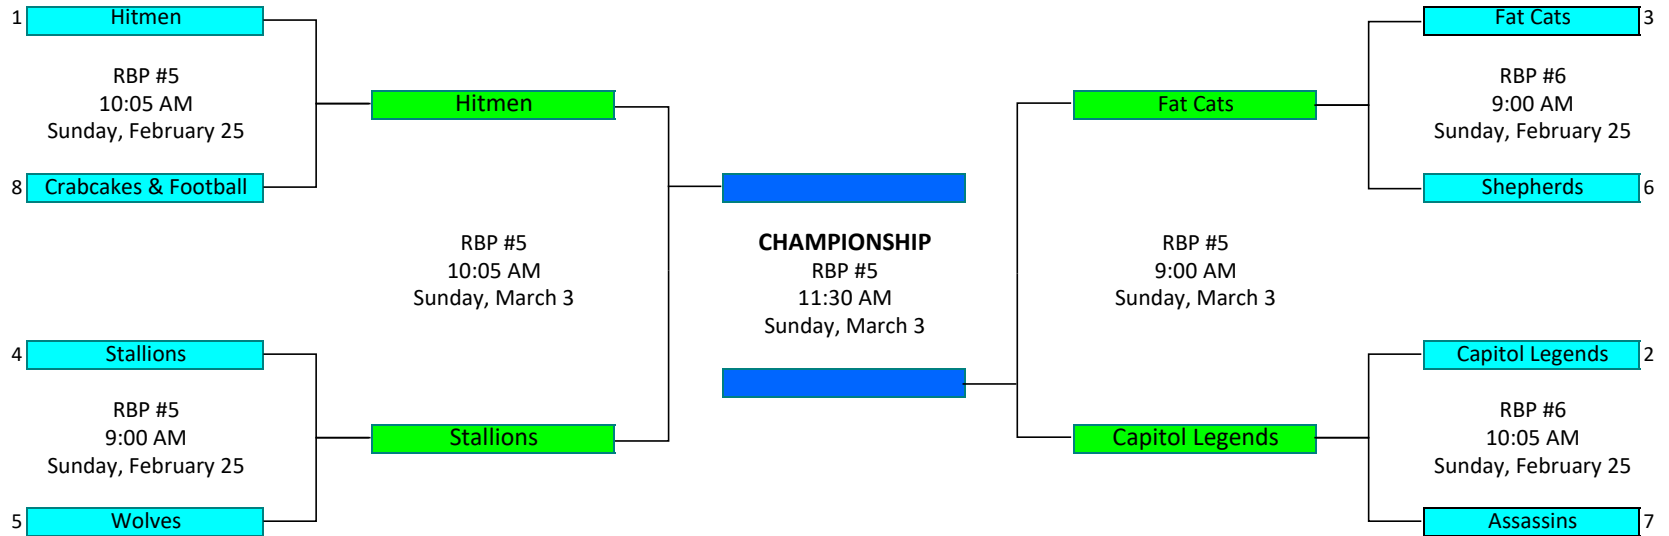 1 Hitmen
RBP #5
10:05 AM
Sunday, February 25
8 Crabcakes & Football
Hitmen
RBP #5
10:05 AM
Sunday, March 3
4 Stallions
RBP #5
9:00 AM
Sunday, February 25
5 Wolves
Stallions
CHAMPIONSHIP
RBP #5
11:30 AM
Sunday, March 3
Fat Cats
RBP #5
9:00 AM
Sunday, March 3
Capitol Legends
Fat Cats 3
RBP #6
9:00 AM
Sunday, February 25
Shepherds 6
Capitol Legends 2
RBP #6
10:05 AM
Sunday, February 25
Assassins 7